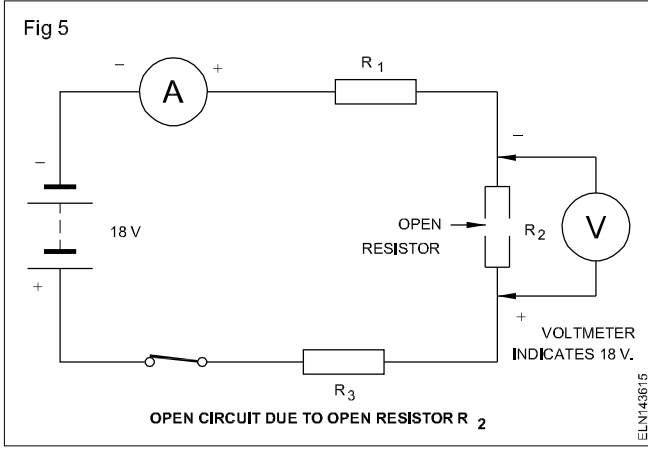 Fig 5
–
A
+
R 1
–
–
18 V
OPEN
RESISTOR
R 2
V
+
+
VOLTMETER
INDICATES 18 V.
R 3
OPEN CIRCUIT DUE TO OPEN RESISTOR R 2
ELN143615